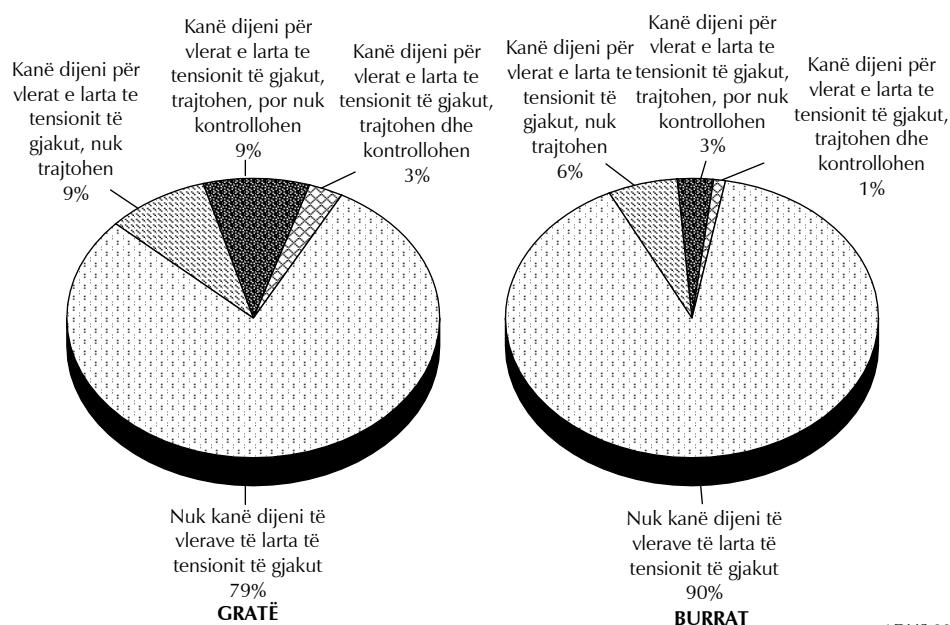 Kanë dijeni për
vlerat e larta te
tensionit të
gjakut, nuk
trajtohen
9%
Kanë dijeni për
vlerat e larta te
tensionit të gjakut,
trajtohen, por nuk
kontrollohen
9%
Kanë dijeni për
vlerat e larta te
tensionit të gjakut,
trajtohen dhe
kontrollohen
3%
Nuk kanë dijeni të
vlerave të larta të
tensionit të gjakut
79%
GRATË
Kanë dijeni për
vlerat e larta te
tensionit të
gjakut, nuk
trajtohen
6%
Kanë dijeni për
vlerat e larta te
tensionit të gjakut,
trajtohen, por nuk
kontrollohen
3%
Kanë dijeni për
vlerat e larta te
tensionit të gjakut,
trajtohen dhe
kontrollohen
1%
Nuk kanë dijeni të
vlerave të larta të
tensionit të gjakut
90%
BURRAT